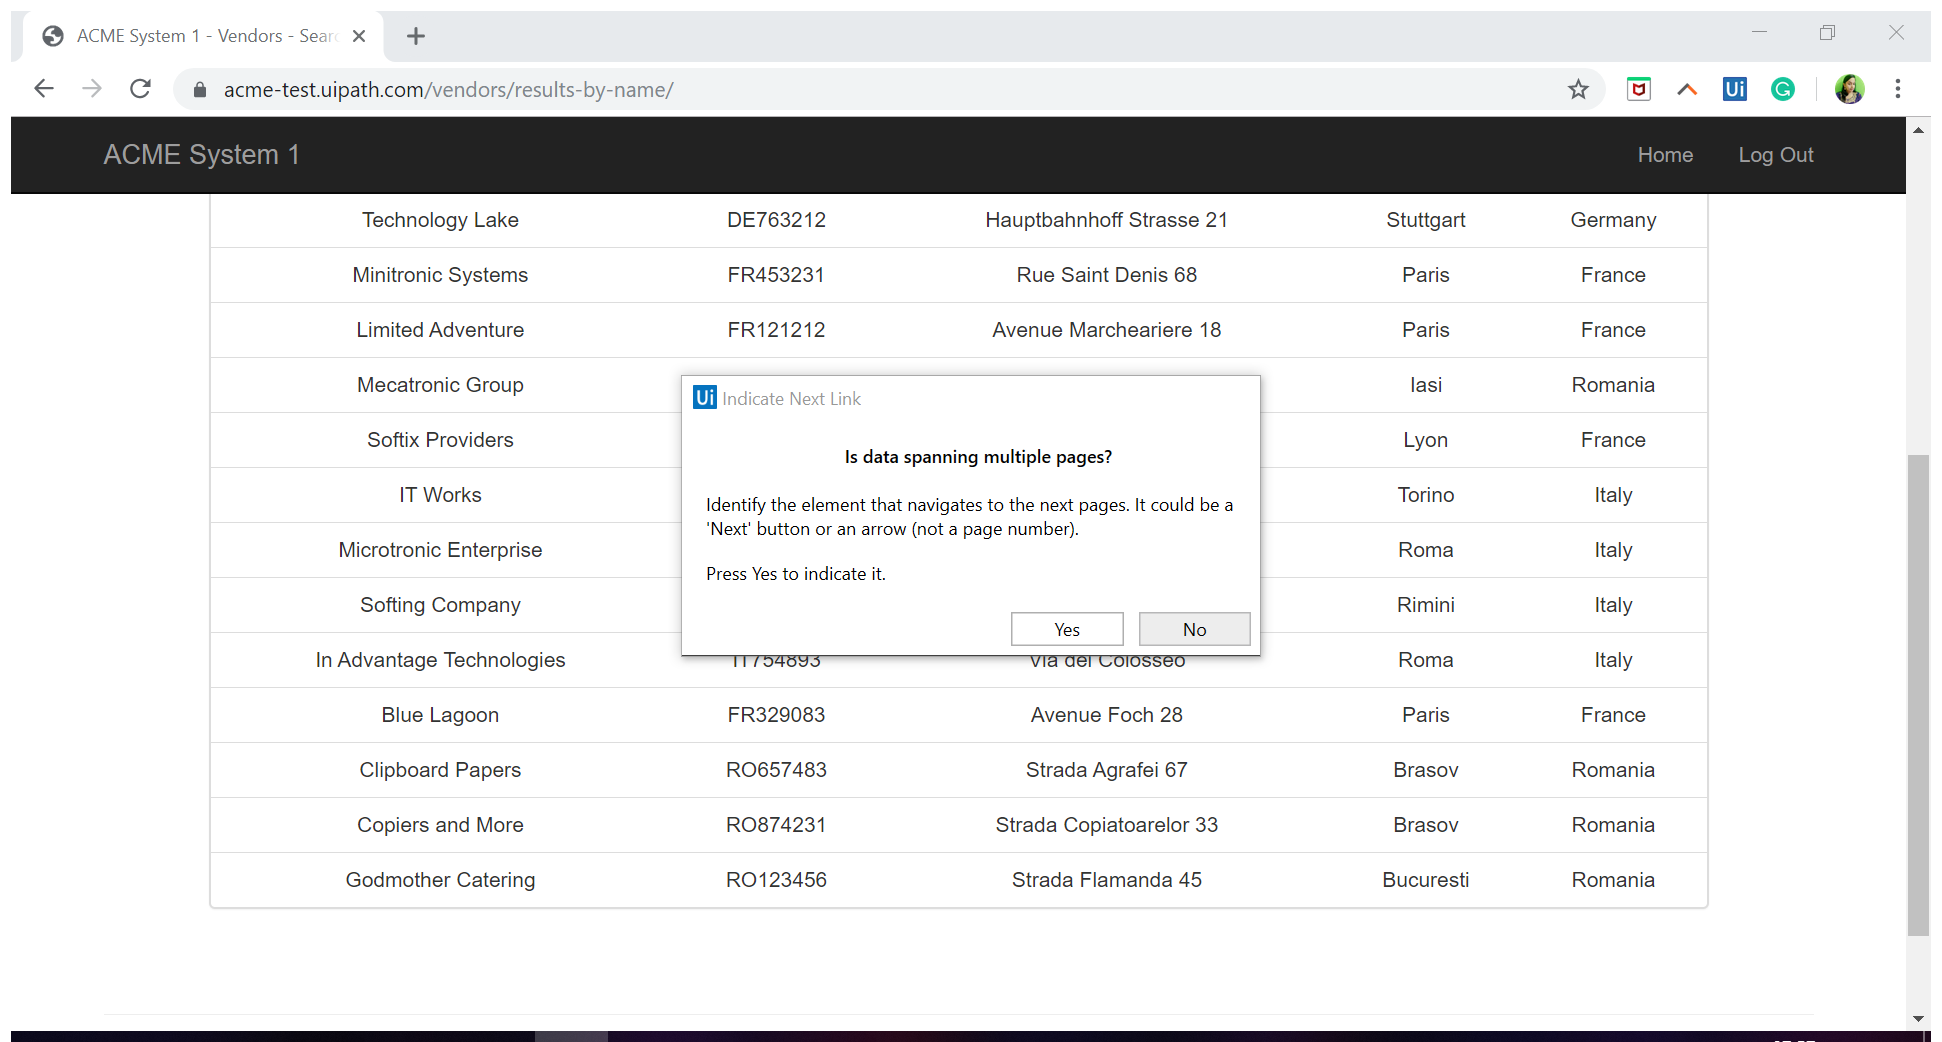 ACME System 1 - Vendors - Sear
acme-test.uipath.com/vendors/results-by-name/
Ui
ACME System 1
Home
Log Out
Technology Lake DE763212 Hauptbahnhoff Strasse 21 Stuttgart Germany
Minitronic Systems FR453231 Rue Saint Denis 68 Paris France
Limited Adventure FR121212 Avenue Marcheariere 18 Paris France
Mecatronic Group Iasi Romania
Softix Providers Lyon France
IT Works Torino Italy
Microtronic Enterprise Roma Italy
Softing Company Rimini Italy
In Advantage Technologies IT754893 Via del Colosseo Roma Italy
Blue Lagoon FR329083 Avenue Foch 28 Paris France
Clipboard Papers RO657483 Strada Agrafei 67 Brasov Romania
Copiers and More RO874231 Strada Copiatoarelor 33 Brasov Romania
Godmother Catering RO123456 Strada Flamanda 45 Bucuresti Romania
Ui Indicate Next Link
Is data spanning multiple pages?
Identify the element that navigates to the next pages. It could be a
'Next' button or an arrow (not a page number).
Press Yes to indicate it.
Yes
No